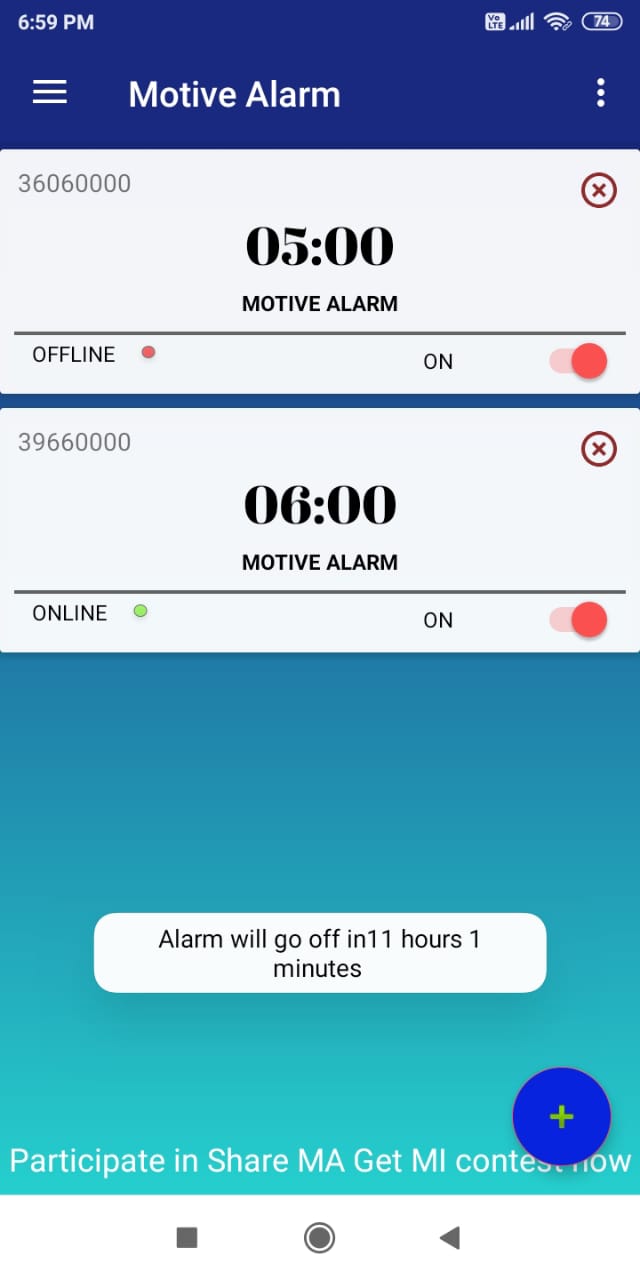 6:59 PM
Vo LTE
74
Motive Alarm
36060000
05:00
MOTIVE ALARM
OFFLINE
ON
39660000
06:00
MOTIVE ALARM
ONLINE
ON
Alarm will go off in11 hours 1
minutes
+
Participate in Share MA Get MI contest now